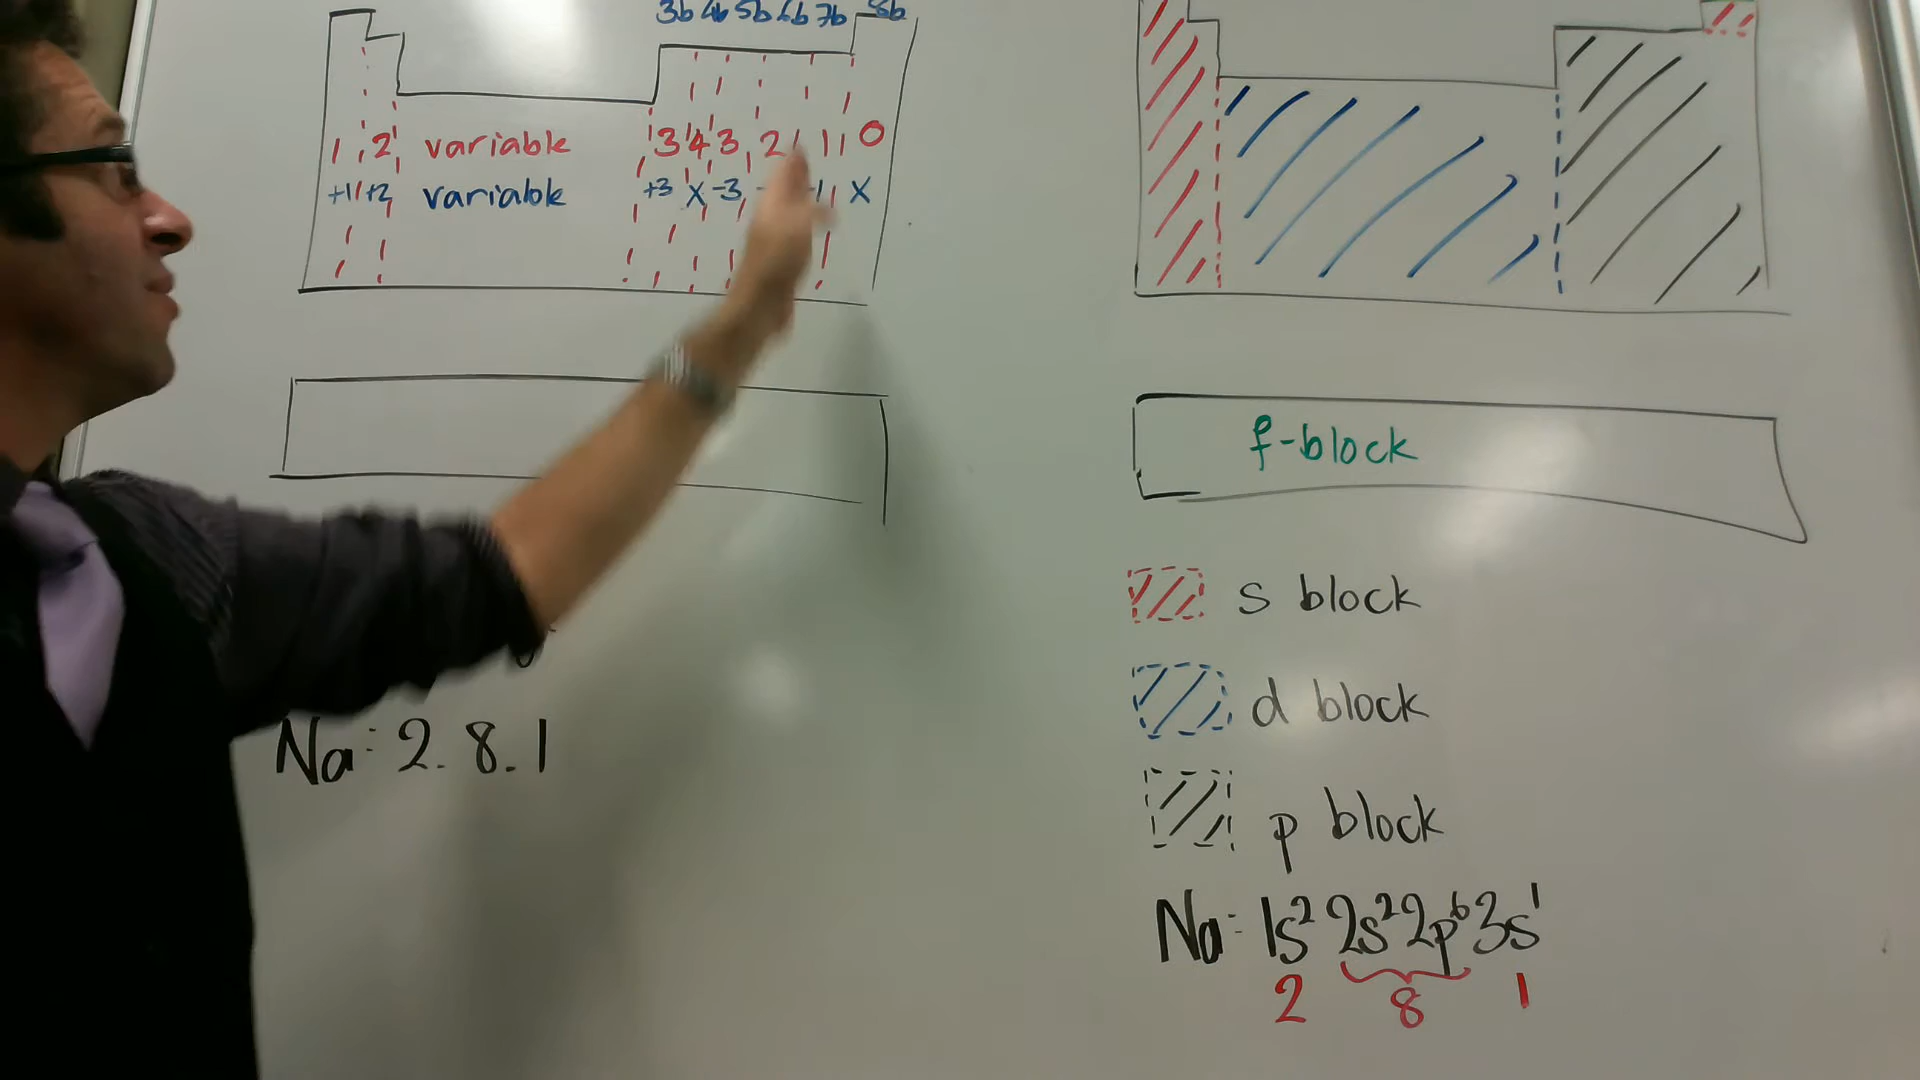 3b 4b 5b 6b 7b 8b
1 2 variable 3 4 3 2 1 0
+1 +2 variable +3 X -3 -1 X
Na: 2.8.1
f-block
s block
d block
p block
Na: 1s² 2s² 2p⁶ 3s¹
2 8 1